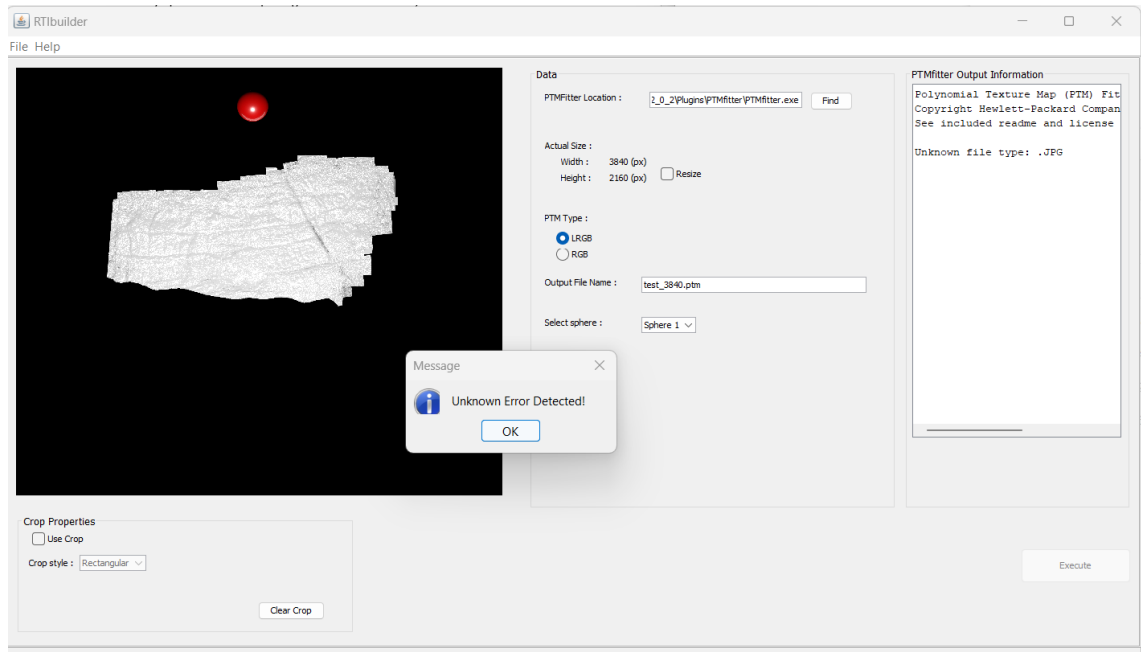 RTIbuilder
File Help
Data
PTMFitter Location :
?_0_2\Plugins\PTMfitter\PTMfitter.exe
Find
Actual Size :
Width : 3840 (px)
Height : 2160 (px)
Resize
PTM Type :
LRGB
RGB
Output File Name :
test_3840.ptm
Select sphere :
Sphere 1
PTMfitter Output Information
Polynomial Texture Map (PTM) Fit
Copyright Hewlett-Packard Compan
See included readme and license
Unknown file type: .JPG
Message
Unknown Error Detected!
OK
Crop Properties
Use Crop
Crop style : Rectangular
Clear Crop
Execute